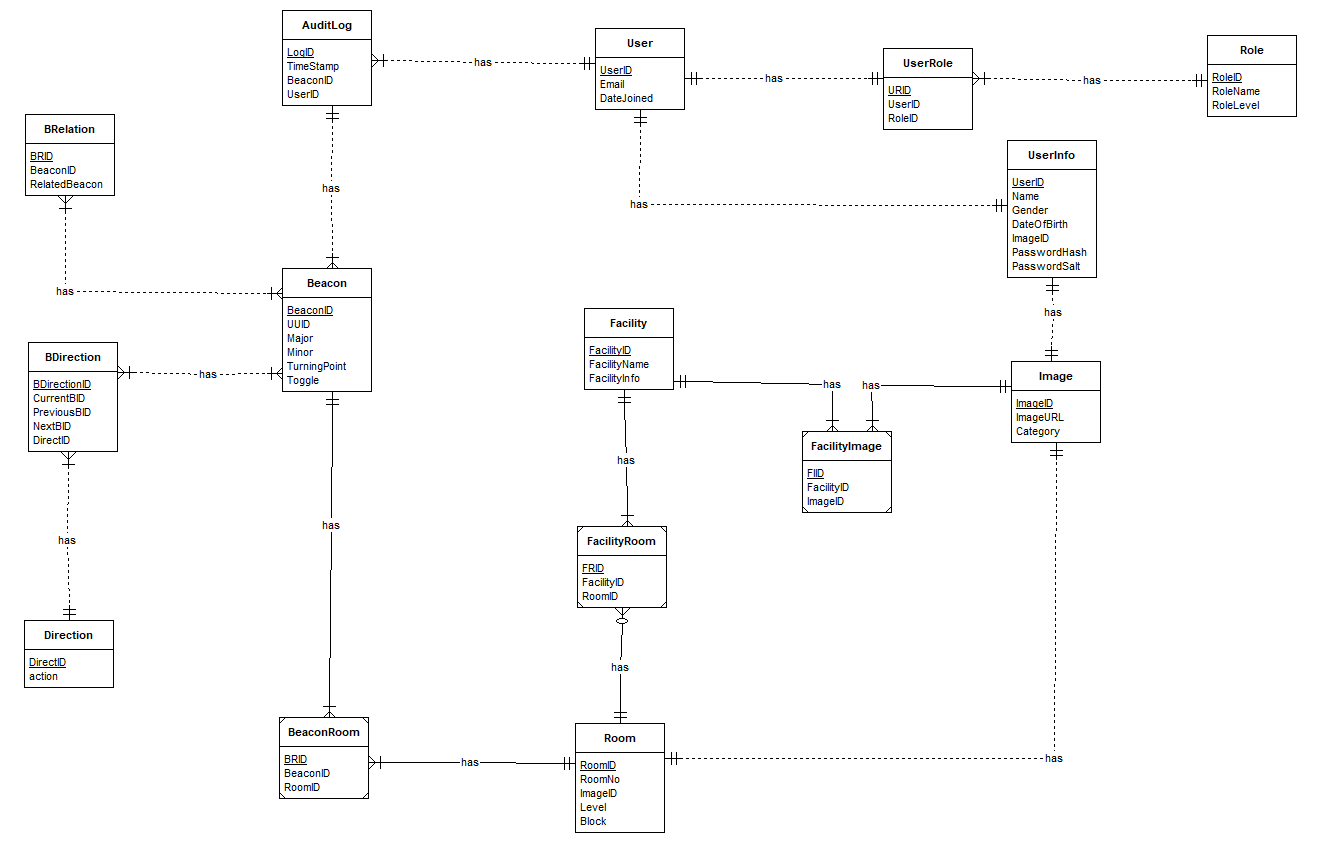 AuditLog
LogID
TimeStamp
BeaconID
UserID
has
User
UserID
Email
DateJoined
has
UserRole
URID
UserID
RoleID
has
Role
RoleID
RoleName
RoleLevel
BRelation
BRID
BeaconID
RelatedBeacon
has
has
UserInfo
UserID
Name
Gender
DateOfBirth
ImageID
PasswordHash
PasswordSalt
has
has
Beacon
BeaconID
UUID
Major
Minor
TurningPoint
Toggle
Facility
FacilityID
FacilityName
FacilityInfo
has
BDirection
BDirectionID
CurrentBID
PreviousBID
NextBID
DirectID
has
has
has
Image
ImageID
ImageURL
Category
FacilityImage
FIID
FacilityID
ImageID
has
has
has
FacilityRoom
FRID
FacilityID
RoomID
Direction
DirectID
action
has
BeaconRoom
BRID
BeaconID
RoomID
has
Room
RoomID
RoomNo
ImageID
Level
Block
has